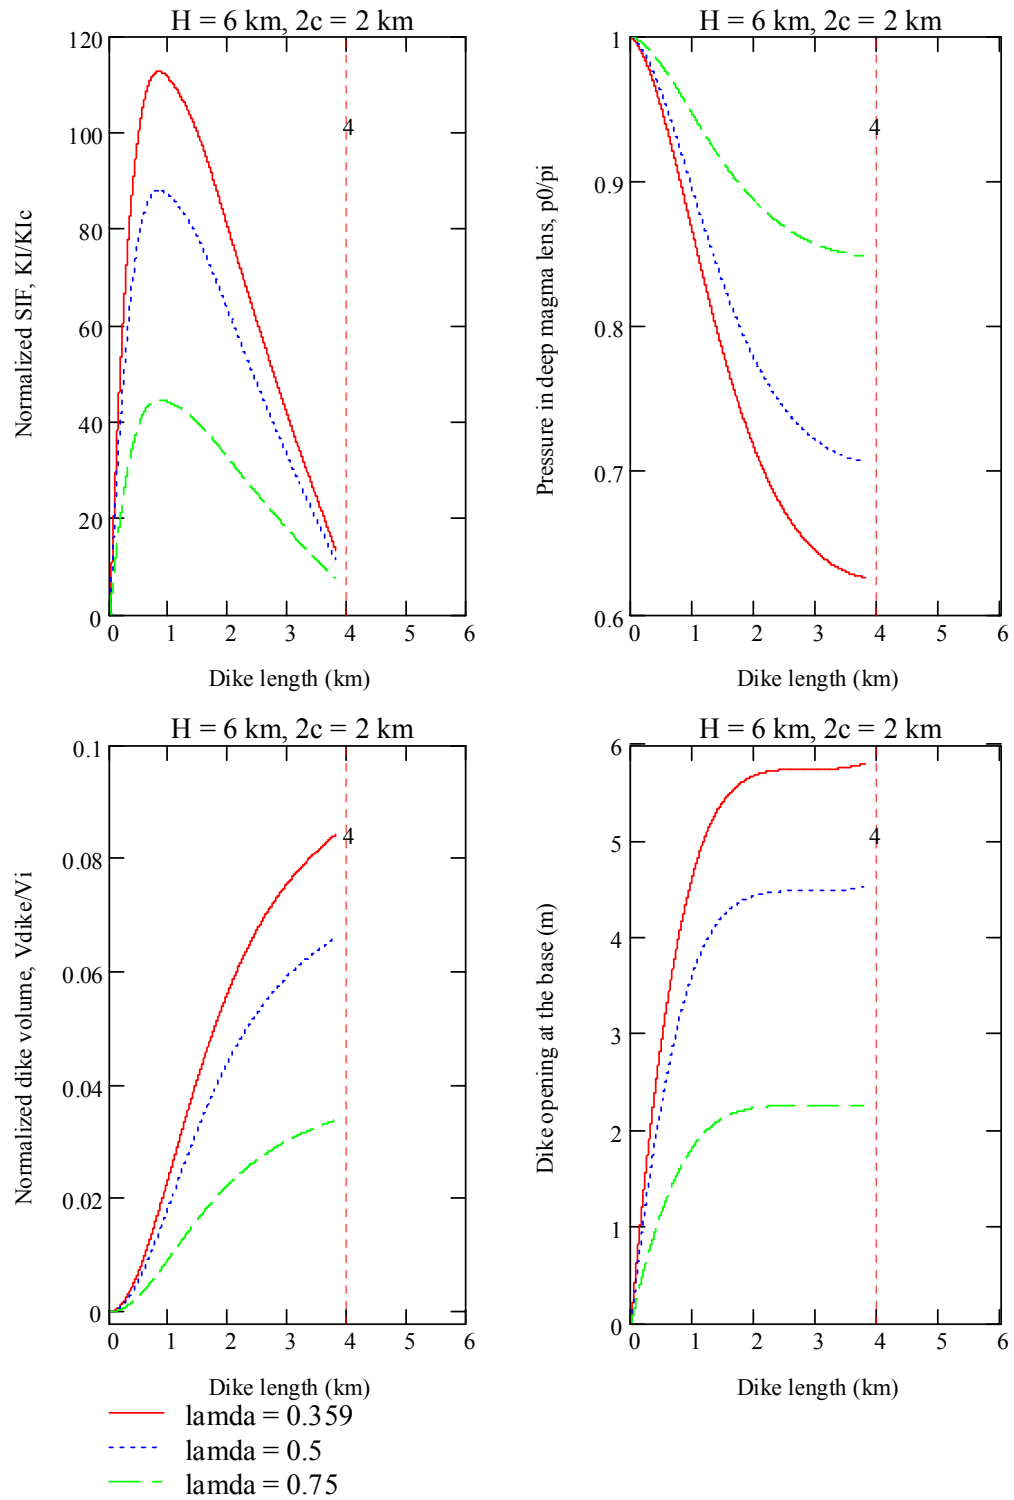 H = 6 km, 2c = 2 km
120
100
80
60
40
20
0
Normalized SIF, KI/KIc
4
0 1 2 3 4 5 6
Dike length (km)
H = 6 km, 2c = 2 km
1
0.9
0.8
0.7
0.6
Pressure in deep magma lens, p0/pi
4
0 1 2 3 4 5 6
Dike length (km)
H = 6 km, 2c = 2 km
0.1
0.08
0.06
0.04
0.02
0
Normalized dike volume, Vdike/Vi
4
0 1 2 3 4 5 6
Dike length (km)
H = 6 km, 2c = 2 km
6
5
4
3
2
1
0
Dike opening at the base (m)
4
0 1 2 3 4 5 6
Dike length (km)
lamda = 0.359
lamda = 0.5
lamda = 0.75